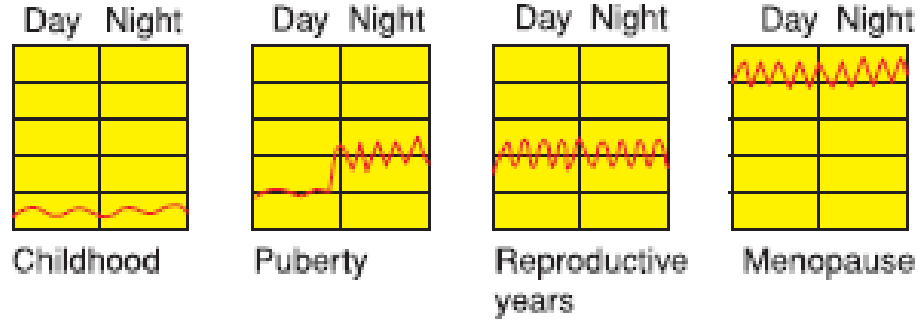 Day Night
Day Night
Day Night
Day Night
Childhood
Puberty
Reproductive
years
Menopause